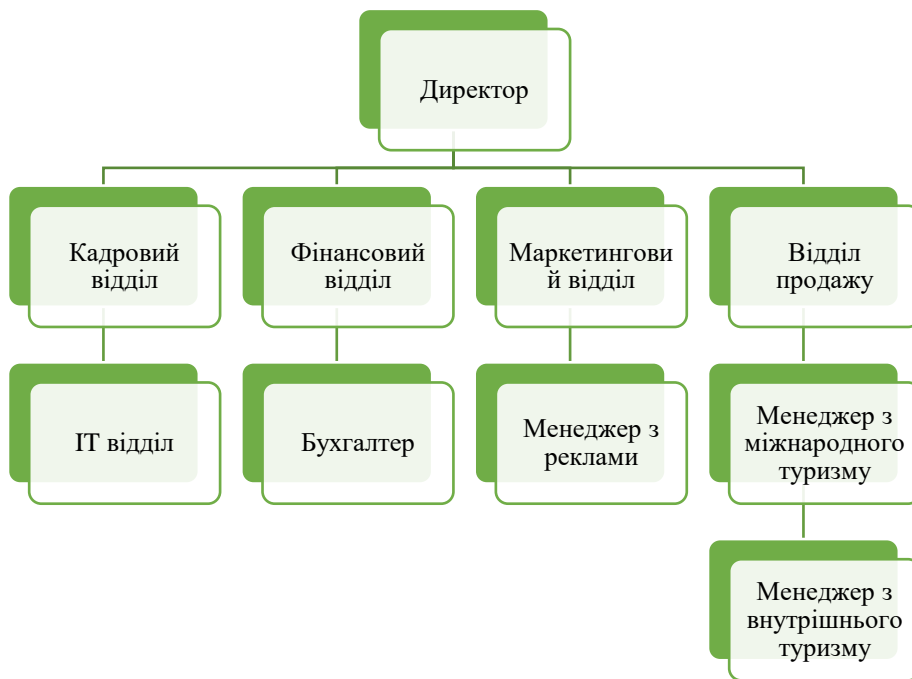 Директор
Кадровий
відділ
Фінансовий
відділ
Маркетингови
й відділ
Відділ
продажу
ІТ відділ
Бухгалтер
Менеджер з
реклами
Менеджер з
міжнародного
туризму
Менеджер з
внутрішнього
туризму